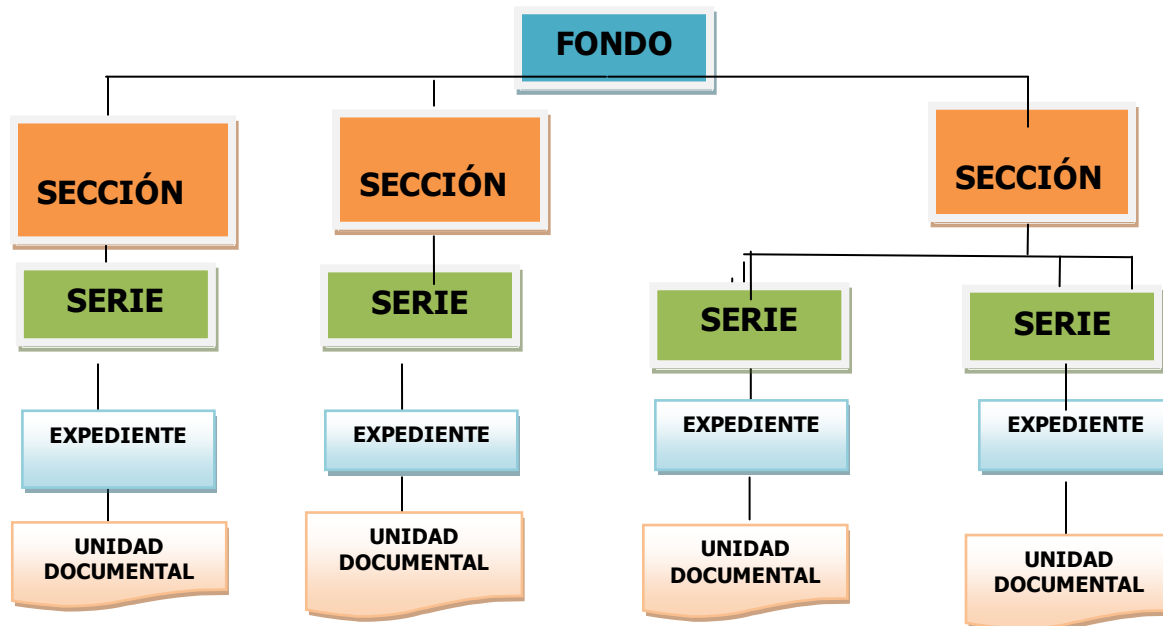 FONDO
SECCIÓN
SECCIÓN
SECCIÓN
SERIE
SERIE
SERIE
SERIE
EXPEDIENTE
EXPEDIENTE
EXPEDIENTE
EXPEDIENTE
UNIDAD
DOCUMENTAL
UNIDAD
DOCUMENTAL
UNIDAD
DOCUMENTAL
UNIDAD
DOCUMENTAL